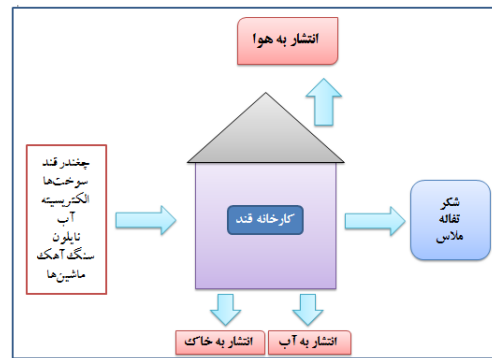 انتشار به هوا
چغندر قند
سوخت‌ها
الکتریسیته
آب
نایلون
سنگ آهک
ماشین‌ها
کارخانه قند
شکر
تفاله
ملاس
انتشار به آب
انتشار به خاک